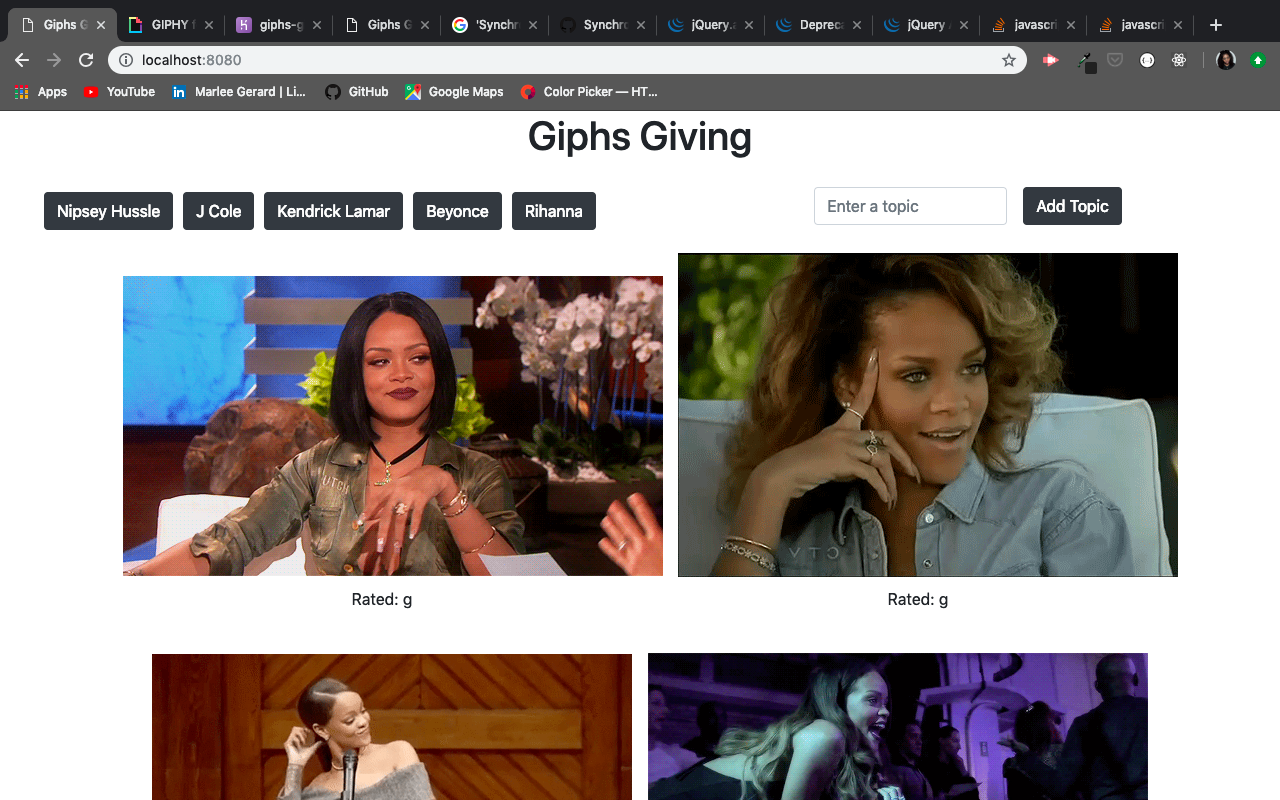 Giphs G
GIPHY f
giphs-g
Giphs G
'Synchr
Synchro
jQuery.a
Depreca
jQuery
javascri
javascri
localhost:8080
Apps
YouTube
Marlee Gerard | Li...
GitHub
Google Maps
Color Picker — HT...
Giphs Giving
Nipsey Hussle
J Cole
Kendrick Lamar
Beyonce
Rihanna
Enter a topic
Add Topic
Rated: g
Rated: g